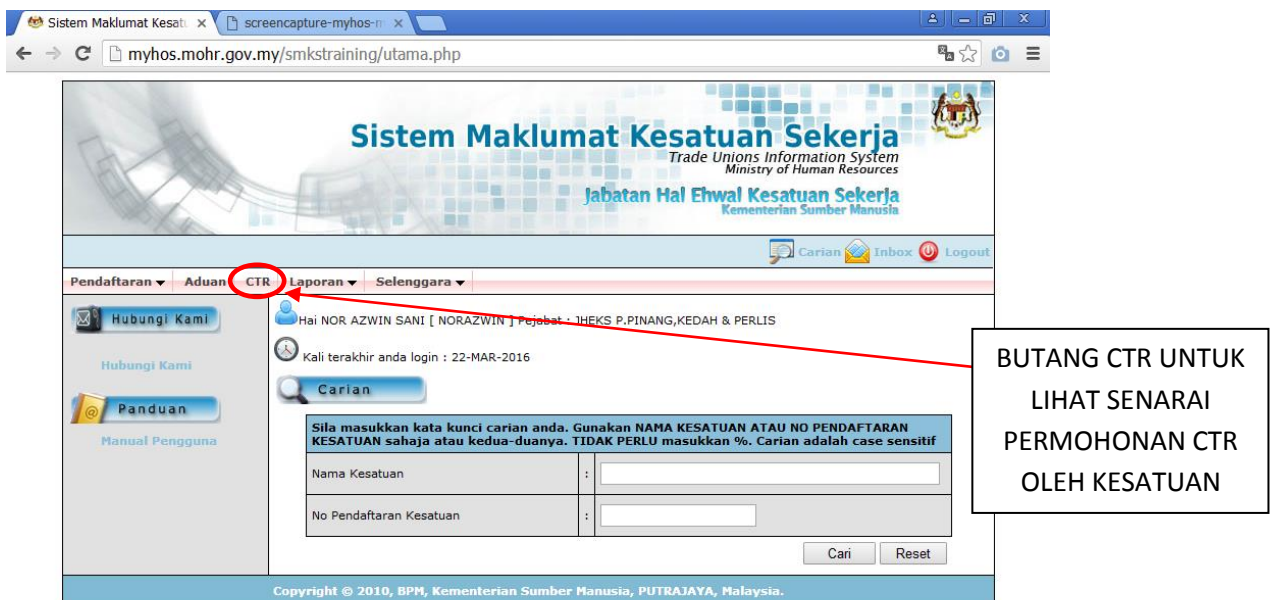 Sistem Maklumat Kesatu
screencapture-myhos-m
myhos.mohr.gov.my/smkstraining/utama.php
Sistem Maklumat Kesatuan Sekerja
Trade Unions Information System
Ministry of Human Resources
Jabatan Hal Ehwal Kesatuan Sekerja
Kementerian Sumber Manusia
Carian Inbox Logout
Pendaftaran Aduan CTR Laporan Selenggara
Hubungi Kami
Hubungi Kami
Panduan
Manual Pengguna
Hai NOR AZWIN SANI [ NORAZWIN ] Pejabat : JHEKS P.PINANG,KEDAH & PERLIS
Kali terakhir anda login : 22-MAR-2016
Carian
Sila masukkan kata kunci carian anda. Gunakan NAMA KESATUAN ATAU NO PENDAFTARAN
KESATUAN sahaja atau kedua-duanya. TIDAK PERLU masukkan %. Carian adalah case sensitif
Nama Kesatuan :
No Pendaftaran Kesatuan :
Cari Reset
Copyright © 2010, BPM, Kementerian Sumber Manusia, PUTRAJAYA, Malaysia.
BUTANG CTR UNTUK
LIHAT SENARAI
PERMOHONAN CTR
OLEH KESATUAN